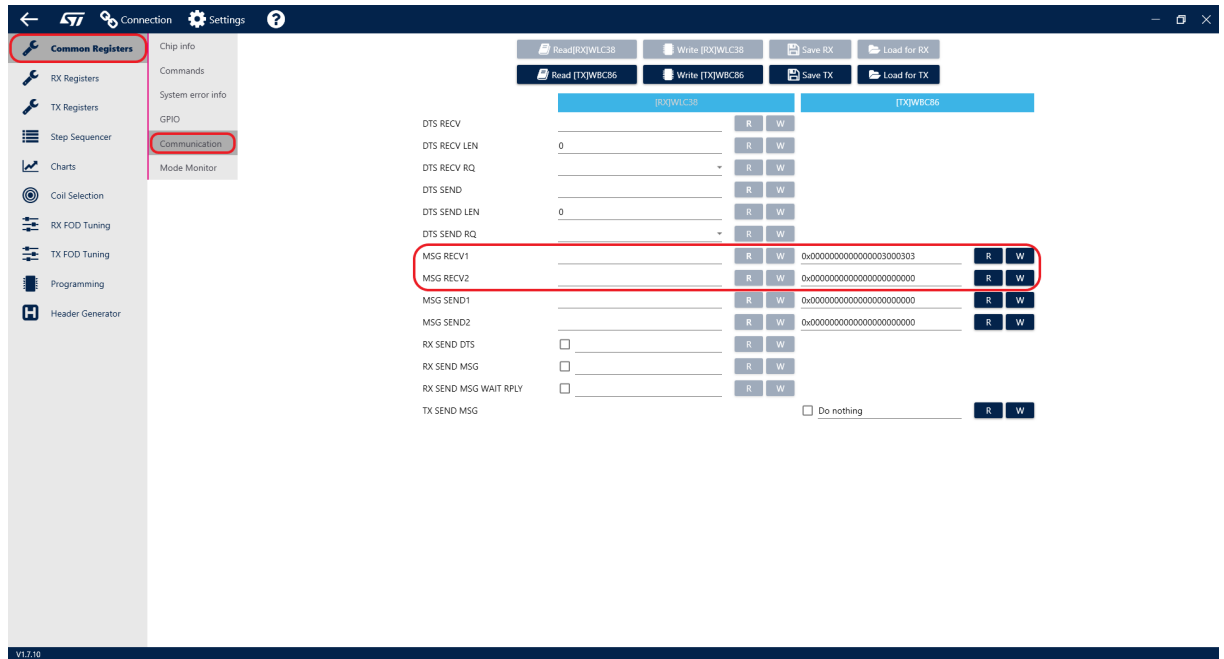 ST Connection Settings ?
Common Registers
RX Registers
TX Registers
Step Sequencer
Charts
Coil Selection
RX FOD Tuning
TX FOD Tuning
Programming
H Header Generator
Chip info
Commands
System error info
GPIO
Communication
Mode Monitor
Read[RX]WLC38 Write [RX]WLC38 Save RX Load for RX
Read [TX]WBC86 Write [TX]WBC86 Save TX Load for TX
[RX]WLC38 [TX]WBC86
DTS RECV R W
DTS RECV LEN 0 R W
DTS RECV RQ R W
DTS SEND R W
DTS SEND LEN 0 R W
DTS SEND RQ R W
MSG RECV1 R W 0x0000000000000003000303 R W
MSG RECV2 R W 0x0000000000000000000000 R W
MSG SEND1 R W 0x0000000000000000000000 R W
MSG SEND2 R W 0x0000000000000000000000 R W
RX SEND DTS R W
RX SEND MSG R W
RX SEND MSG WAIT RPLY R W
TX SEND MSG Do nothing R W
V1.7.10